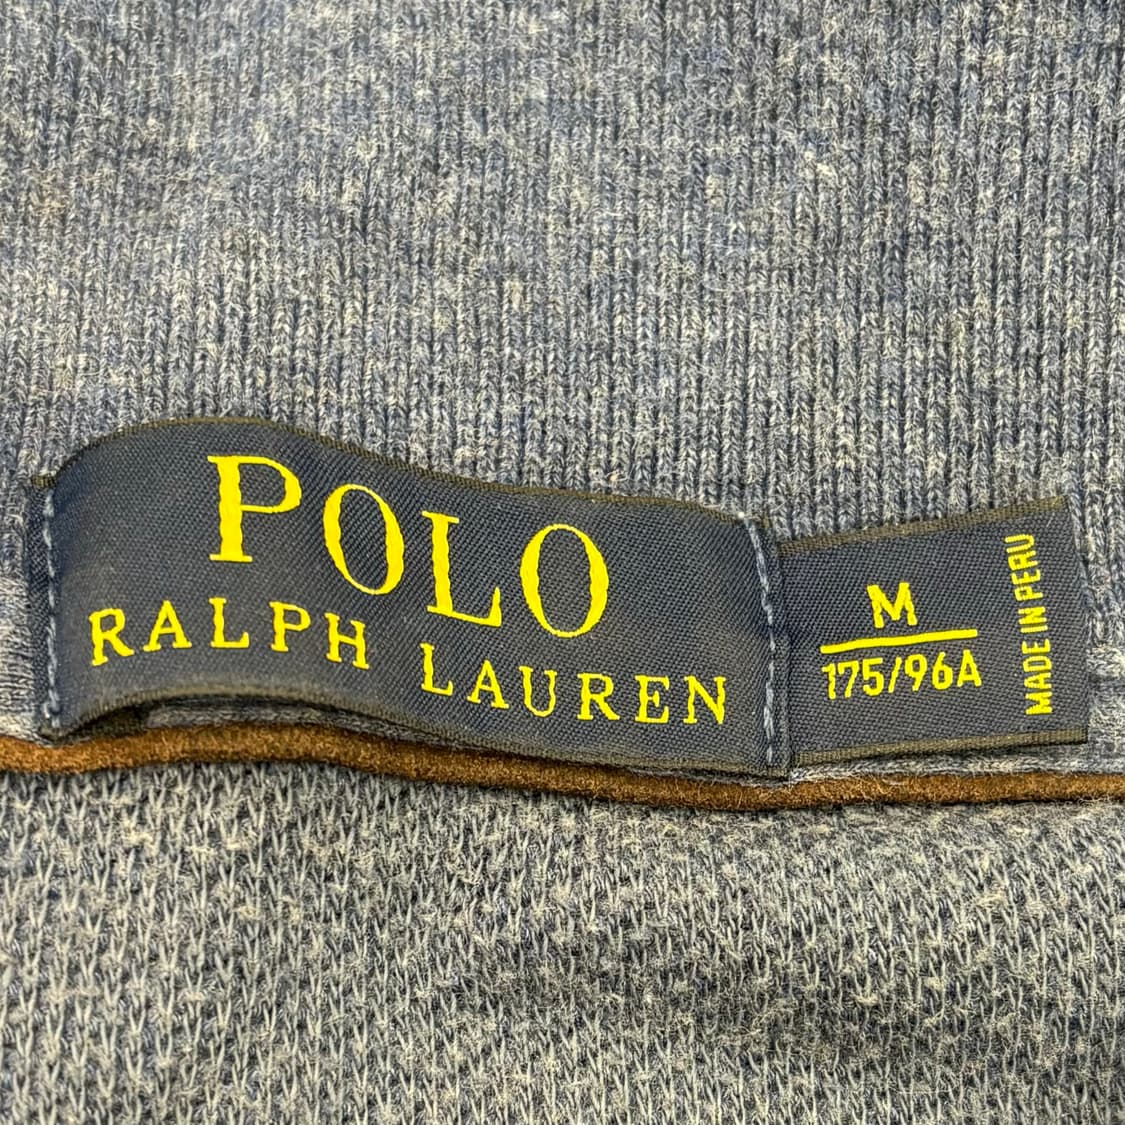 POLO
RALPH LAUREN
M
175/96A
MADE IN PERU